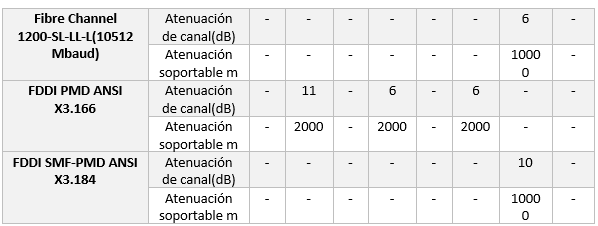 Fibre Channel 1200-SL-LL-L(10512 Mbaud) Atenuación de canal(dB) - - - - - - 6 -
Atenuación soportable m - - - - - - 10000 -
FDDI PMD ANSI X3.166 Atenuación de canal(dB) - 11 - 6 - 6 - -
Atenuación soportable m - 2000 - 2000 - 2000 - -
FDDI SMF-PMD ANSI X3.184 Atenuación de canal(dB) - - - - - - 10 -
Atenuación soportable m - - - - - - 10000 -